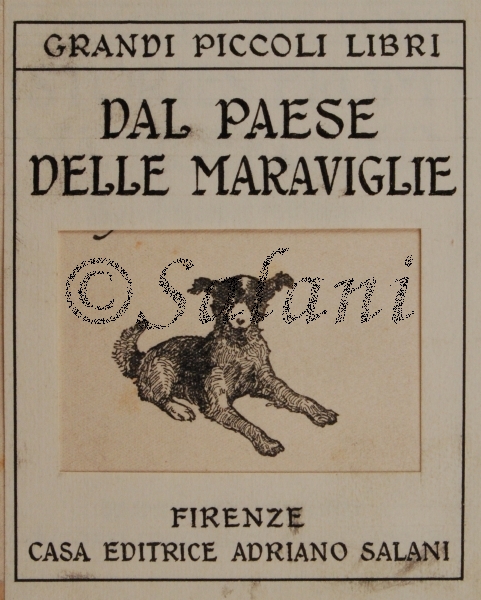 GRANDI PICCOLI LIBRI
DAL PAESE
DELLE MARAVIGLIE
©Salani
FIRENZE
CASA EDITRICE ADRIANO SALANI